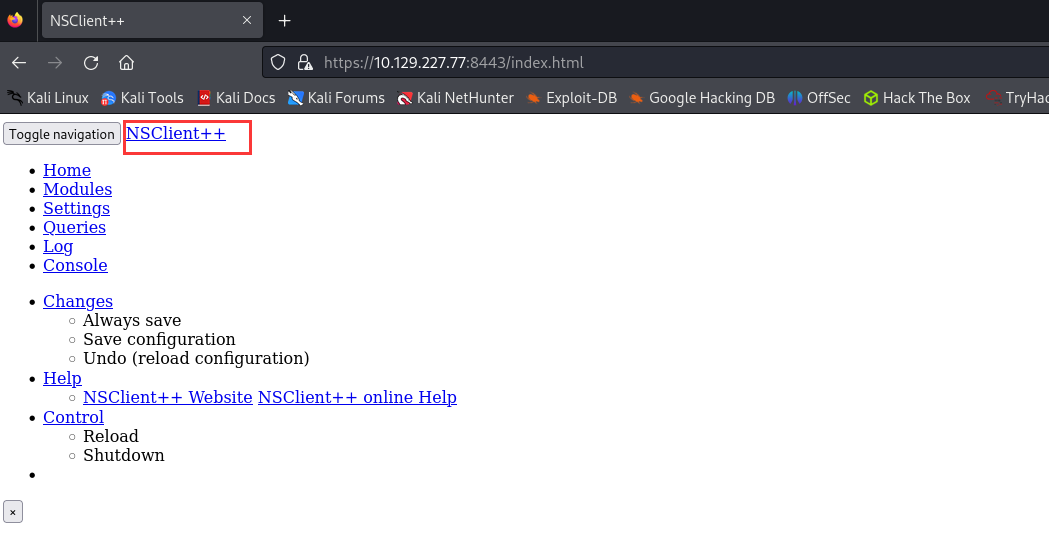 NSClient++
https://10.129.227.77:8443/index.html
Kali Linux Kali Tools Kali Docs Kali Forums Kali NetHunter Exploit-DB Google Hacking DB OffSec Hack The Box TryHac
Toggle navigation NSClient++
Home
Modules
Settings
Queries
Log
Console
Changes
Always save
Save configuration
Undo (reload configuration)
Help
NSClient++ Website NSClient++ online Help
Control
Reload
Shutdown
×